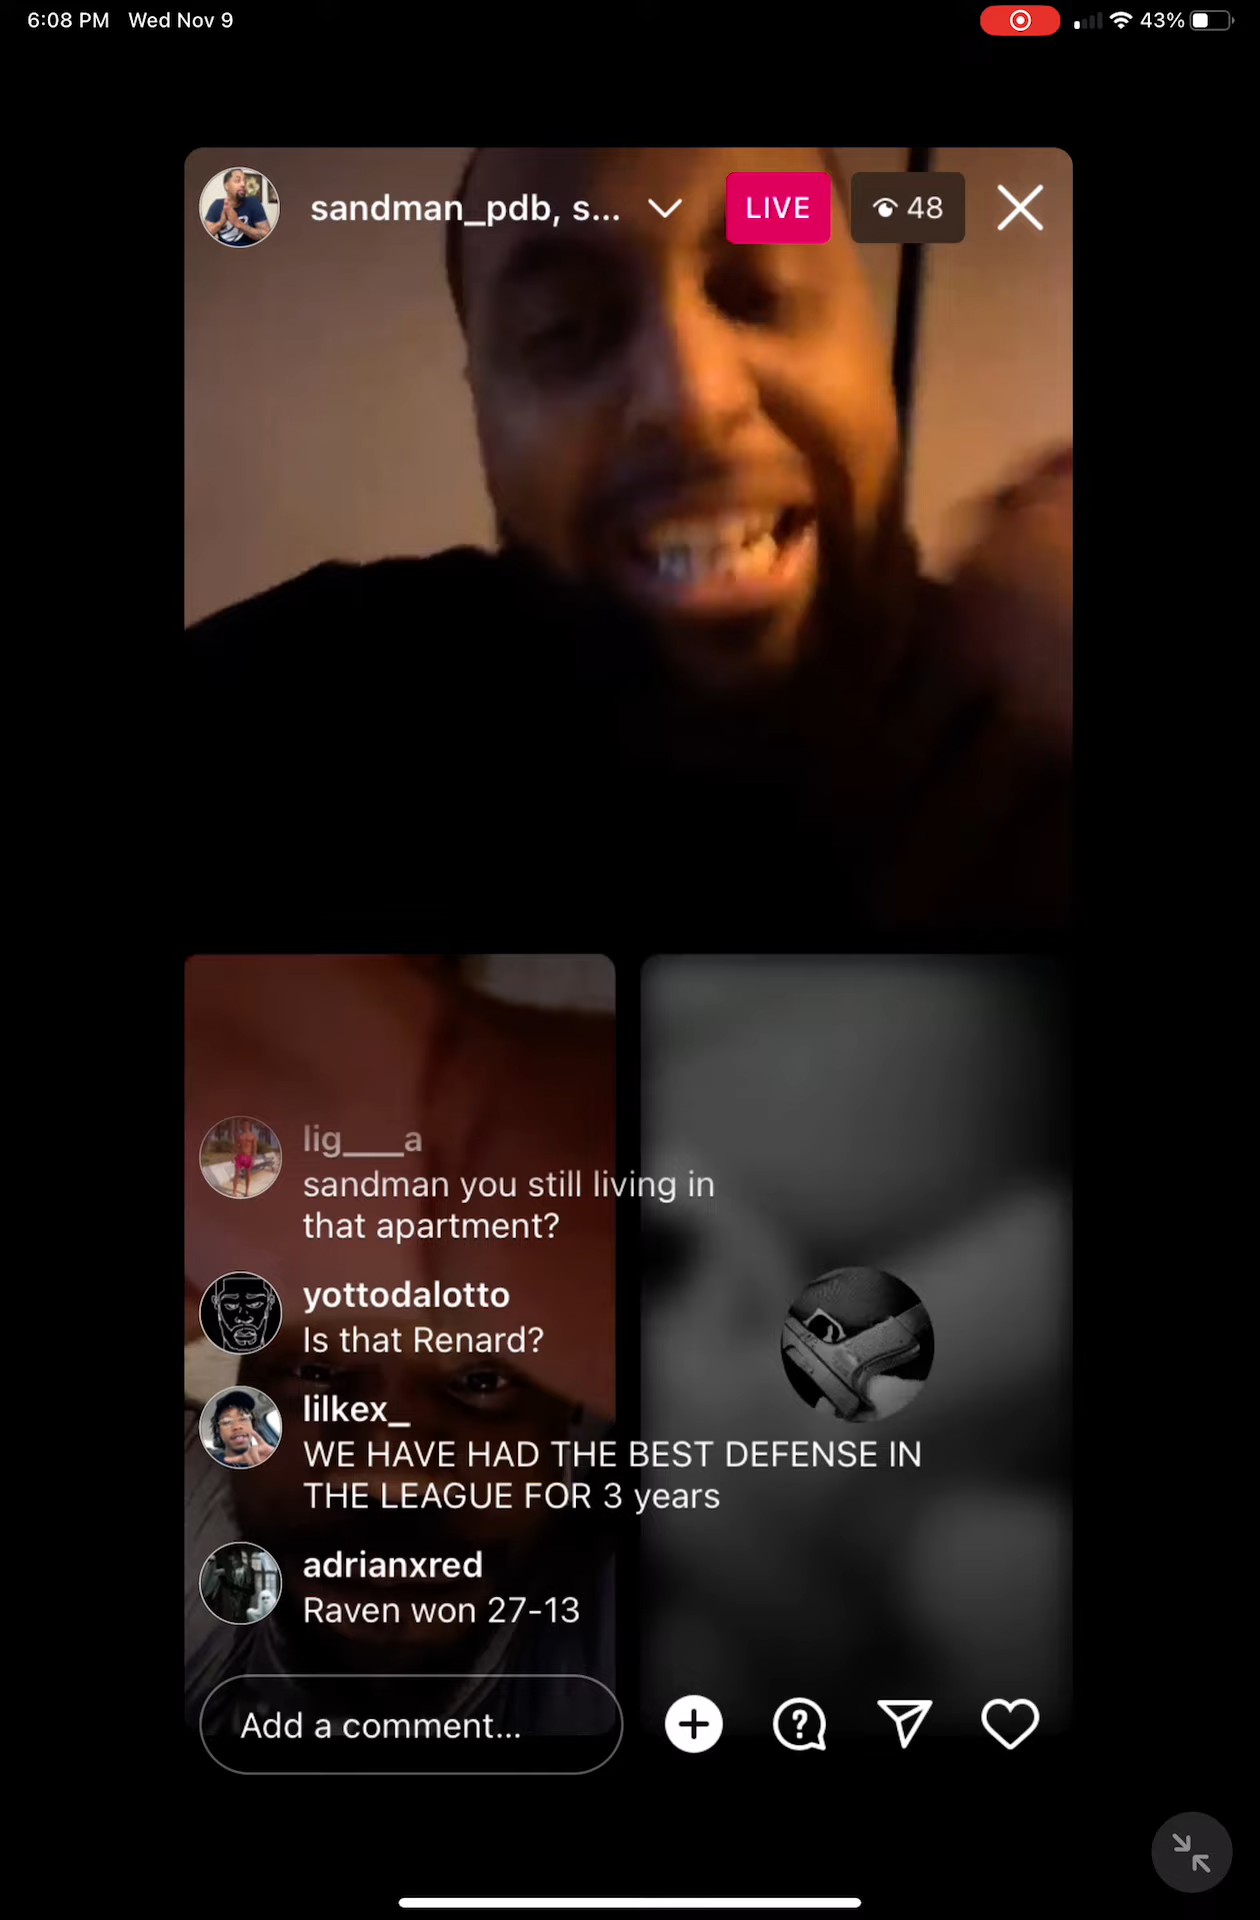 6:08 PM Wed Nov 9 43%
sandman_pdb, s... LIVE 48
lig___a
sandman you still living in
that apartment?
yottodalotto
Is that Renard?
lilkex_
WE HAVE HAD THE BEST DEFENSE IN
THE LEAGUE FOR 3 years
adrianxred
Raven won 27-13
Add a comment...